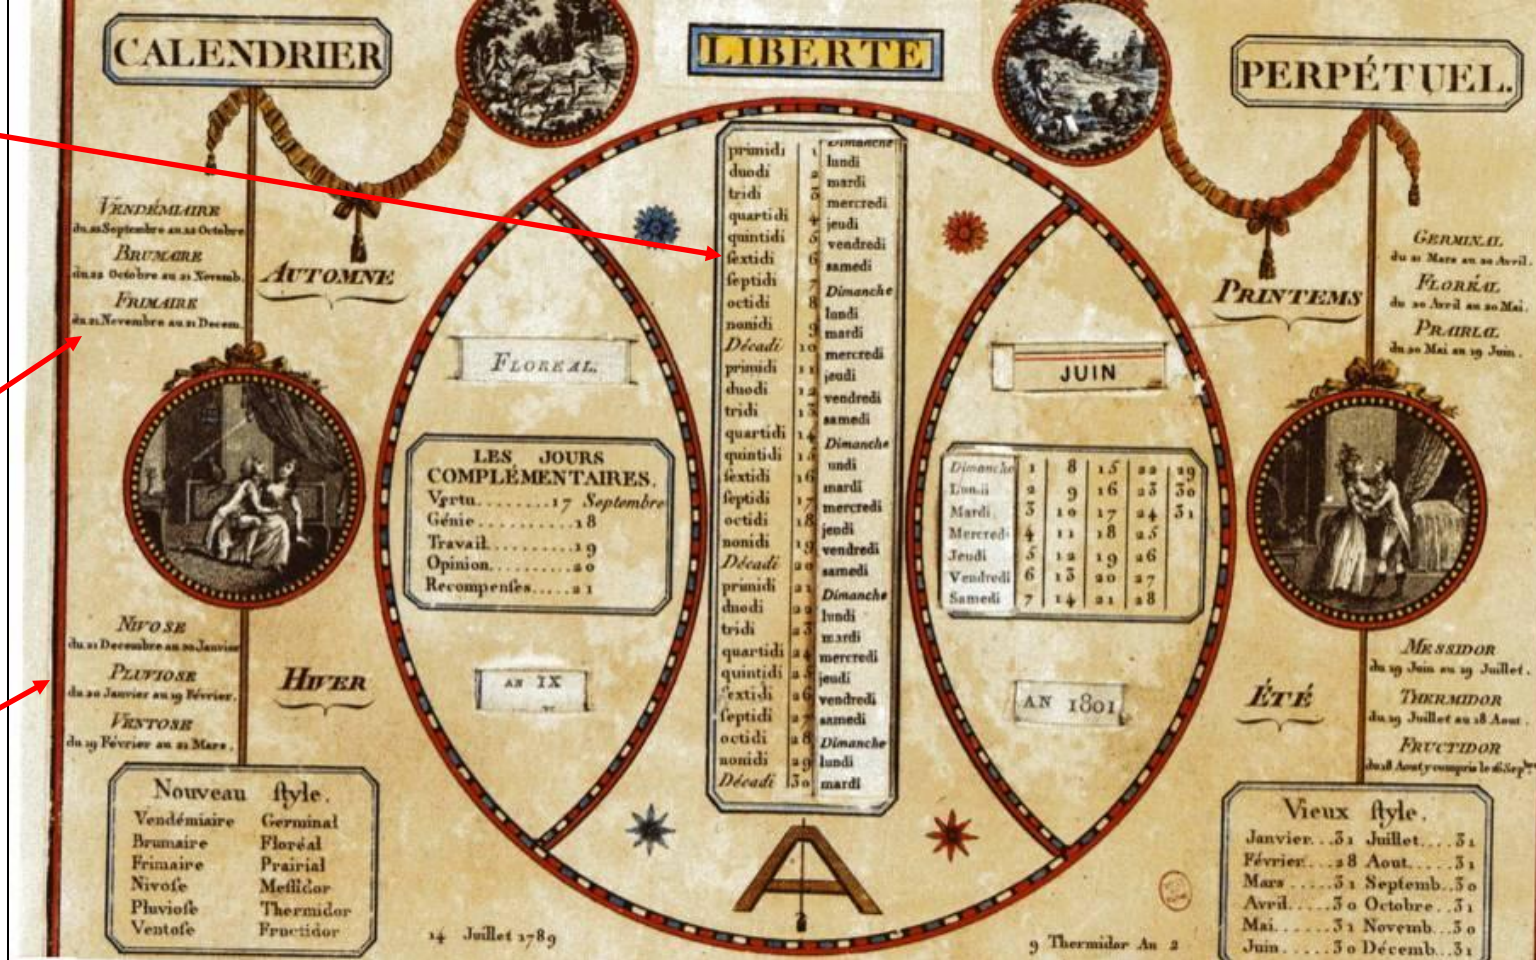 CALENDRIER
LIBERTE
PERPÉTUEL.
VENDÉMIAIRE
du 22 Septembre au 22 Octobre
BRUMAIRE
du 22 Octobre au 21 Novemb.
FRIMAIRE
du 21 Novembre au 21 Decem.
AUTOMNE
NIVOSE
du 21 Decembre au 20 Janvier
PLUVIOSE
du 20 Janvier au 19 Février.
VENTOSE
du 19 Février au 21 Mars.
HIVER
Nouveau ſtyle.
Vendémiaire Germinal
Brumaire Floréal
Frimaire Prairial
Nivoſe Meſſidor
Pluvioſe Thermidor
Ventoſe Fructidor
FLOREAL.
LES JOURS
COMPLÉMENTAIRES.
Vertu........17 Septembre
Génie..........18
Travail..........19
Opinion.........20
Recompenſes.....21
AN IX
primidi 1 Dimanche
duodi 2 lundi
tridi 3 mardi
quartidi 4 mercredi
quintidi 5 jeudi
ſextidi 6 vendredi
ſeptidi 7 samedi
octidi 8 Dimanche
nonidi 9 lundi
Décadi 10 mardi
primidi 11 mercredi
duodi 12 jeudi
tridi 13 vendredi
quartidi 14 samedi
quintidi 15 Dimanche
ſextidi 16 undi
ſeptidi 17 mardi
octidi 18 mercredi
nonidi 19 jendi
Décadi 20 vendredi
primidi 21 samedi
duodi 22 Dimanche
tridi 23 lundi
quartidi 24 mardi
quintidi 25 mercredi
ſextidi 26 jeudi
ſeptidi 27 vendredi
octidi 28 samedi
nonidi 29 Dimanche
Décadi 30 lundi
mardi
JUIN
Dimanche 1 8 15 22 29
Lundi 2 9 16 23 30
Mardi 3 10 17 24 31
Mercredi 4 11 18 25
Jeudi 5 12 19 26
Vendredi 6 13 20 27
Samedi 7 14 21 28
AN 1801
PRINTEMS
GERMINAL
du 21 Mars au 20 Avril.
FLORÉAL
du 20 Avril au 20 Mai.
PRAIRIAL
du 20 Mai au 19 Juin.
MESSIDOR
du 19 Juin au 19 Juillet.
THERMIDOR
du 19 Juillet au 18 Aout.
FRUCTIDOR
du 18 Aout y compris le 16 Sep.bre
ÉTÉ
Vieux ſtyle.
Janvier...31 Juillet....31
Février...28 Aout.....31
Mars.....31 Septemb..30
Avril.....30 Octobre..31
Mai.....31 Novemb..30
Juin.....30 Décemb...31
14 Juillet 1789
9 Thermidor An 2